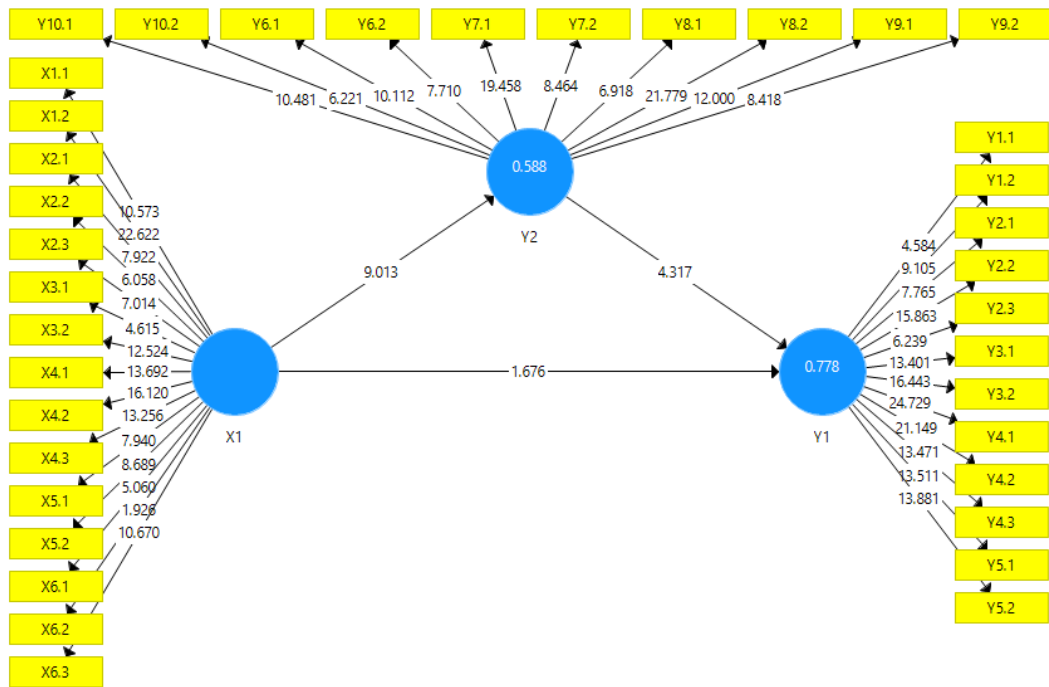 Y10.1 Y10.2 Y6.1 Y6.2 Y7.1 Y7.2 Y8.1 Y8.2 Y9.1 Y9.2
10.481 6.221 10.112 7.710 19.458 8.464 6.918 21.779 12.000 8.418
X1.1
X1.2
X2.1
X2.2
X2.3
X3.1
X3.2
X4.1
X4.2
X4.3
X5.1
X5.2
X6.1
X6.2
X6.3
10.573
22.622
7.922
6.058
7.014
4.615
12.524
13.692
16.120
13.256
7.940
8.689
5.060
1.926
10.670
X1
9.013
0.588
Y2
4.317
1.676
0.778
Y1
4.584
9.105
7.765
15.863
6.239
13.401
16.443
24.729
21.149
13.471
13.511
13.881
Y1.1
Y1.2
Y2.1
Y2.2
Y2.3
Y3.1
Y3.2
Y4.1
Y4.2
Y4.3
Y5.1
Y5.2